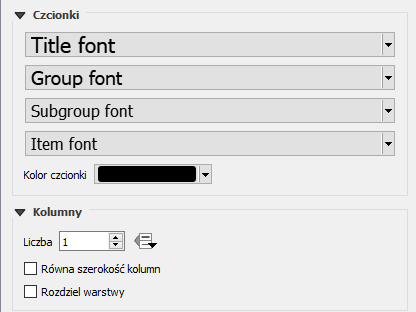 Czcionki
Title font
Group font
Subgroup font
Item font
Kolor czcionki
Kolumny
Liczba 1
Równa szerokość kolumn
Rozdziel warstwy